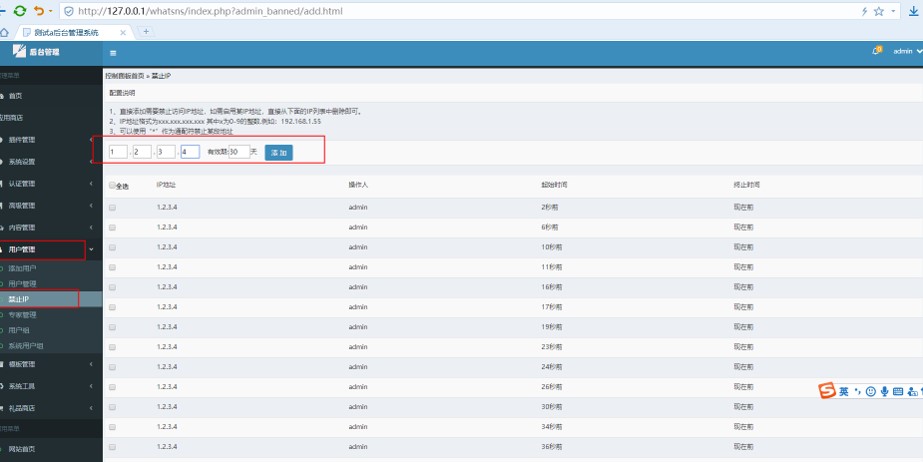 http://127.0.0.1/whatsns/index.php?admin_banned/add.html
测试a后台管理系统
后台管理
admin
管理菜单
首页
应用商店
插件管理
系统设置
认证管理
高级管理
内容管理
用户管理
添加用户
用户管理
禁止IP
专家管理
用户组
系统用户组
模板管理
系统工具
礼品商店
网站首页
控制面板首页 » 禁止IP
配置说明
1、直接添加需要禁止访问IP地址，如需启用某IP地址，直接从下面的IP列表中删除即可。
2、IP地址格式为xxx.xxx.xxx.xxx 其中x为0-9的整数,例如：192.168.1.55
3、可以使用“*”作为通配符禁止某段地址
1 . 2 . 3 . 4 有效期:30 天 添 加
全选 IP地址 操作人 起始时间 终止时间
1.2.3.4 admin 2秒前 现在前
1.2.3.4 admin 6秒前 现在前
1.2.3.4 admin 10秒前 现在前
1.2.3.4 admin 11秒前 现在前
1.2.3.4 admin 16秒前 现在前
1.2.3.4 admin 17秒前 现在前
1.2.3.4 admin 19秒前 现在前
1.2.3.4 admin 23秒前 现在前
1.2.3.4 admin 24秒前 现在前
1.2.3.4 admin 26秒前 现在前
1.2.3.4 admin 30秒前 现在前
1.2.3.4 admin 34秒前 现在前
1.2.3.4 admin 36秒前 现在前
S 英